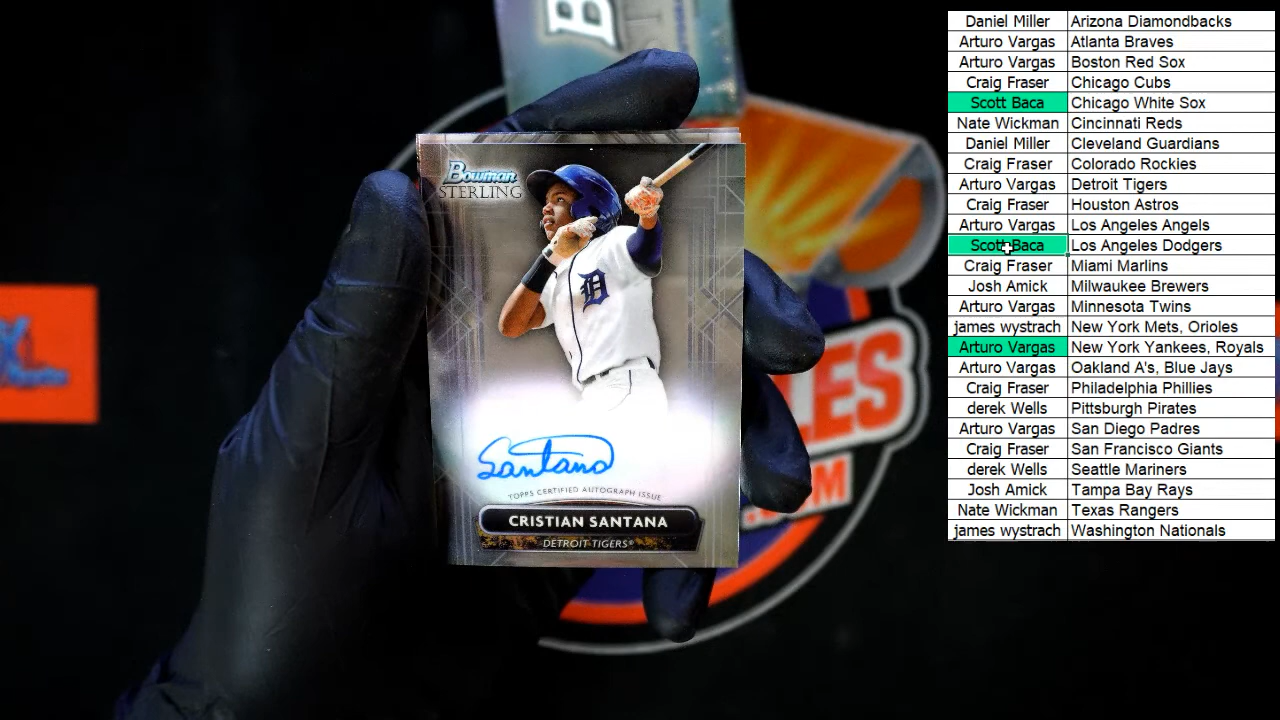 Bowman
STERLING
D
Santana
TOPPS CERTIFIED AUTOGRAPH ISSUE
CRISTIAN SANTANA
DETROIT TIGERS®
LES
.COM
Daniel Miller Arizona Diamondbacks
Arturo Vargas Atlanta Braves
Arturo Vargas Boston Red Sox
Craig Fraser Chicago Cubs
Scott Baca Chicago White Sox
Nate Wickman Cincinnati Reds
Daniel Miller Cleveland Guardians
Craig Fraser Colorado Rockies
Arturo Vargas Detroit Tigers
Craig Fraser Houston Astros
Arturo Vargas Los Angeles Angels
Scott Baca Los Angeles Dodgers
Craig Fraser Miami Marlins
Josh Amick Milwaukee Brewers
Arturo Vargas Minnesota Twins
james wystrach New York Mets, Orioles
Arturo Vargas New York Yankees, Royals
Arturo Vargas Oakland A's, Blue Jays
Craig Fraser Philadelphia Phillies
derek Wells Pittsburgh Pirates
Arturo Vargas San Diego Padres
Craig Fraser San Francisco Giants
derek Wells Seattle Mariners
Josh Amick Tampa Bay Rays
Nate Wickman Texas Rangers
james wystrach Washington Nationals